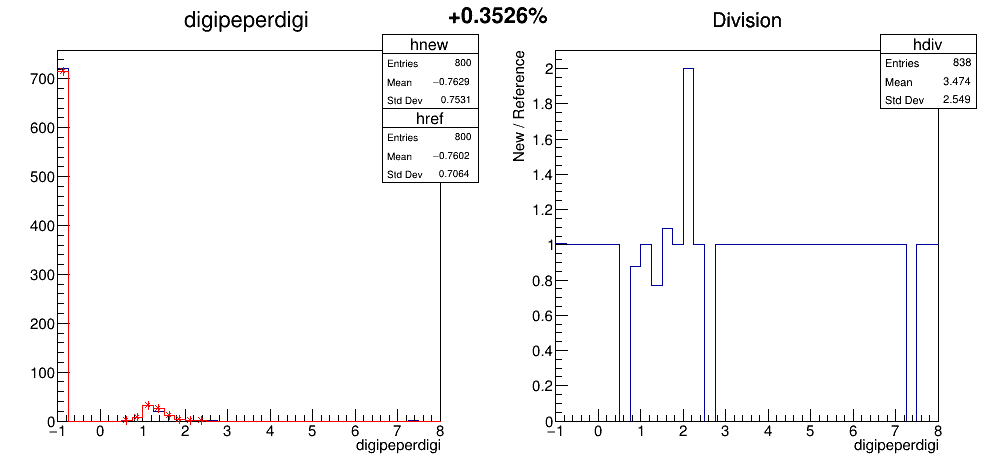 digipeperdigi
+0.3526%
Division
hnew
Entries 800
Mean −0.7629
Std Dev 0.7531
href
Entries 800
Mean −0.7602
Std Dev 0.7064
700
600
500
400
300
200
100
0
−1 0 1 2 3 4 5 6 7 8
digipeperdigi
hdiv
Entries 838
Mean 3.474
Std Dev 2.549
New / Reference
2
1.8
1.6
1.4
1.2
1
0.8
0.6
0.4
0.2
0
−1 0 1 2 3 4 5 6 7 8
digipeperdigi